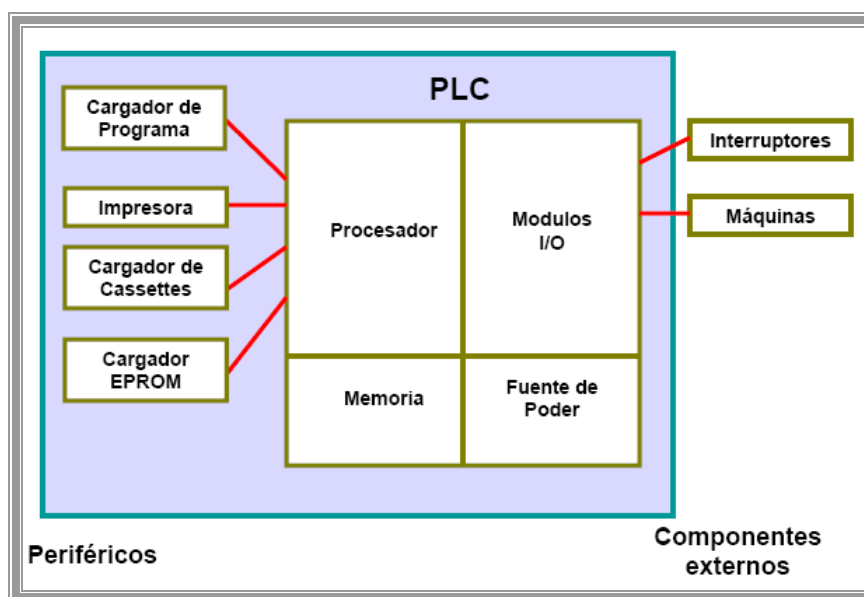 PLC
Cargador de
Programa
Impresora
Cargador de
Cassettes
Cargador
EPROM
Procesador
Modulos
I/O
Memoria
Fuente de
Poder
Interruptores
Máquinas
Periféricos
Componentes
externos